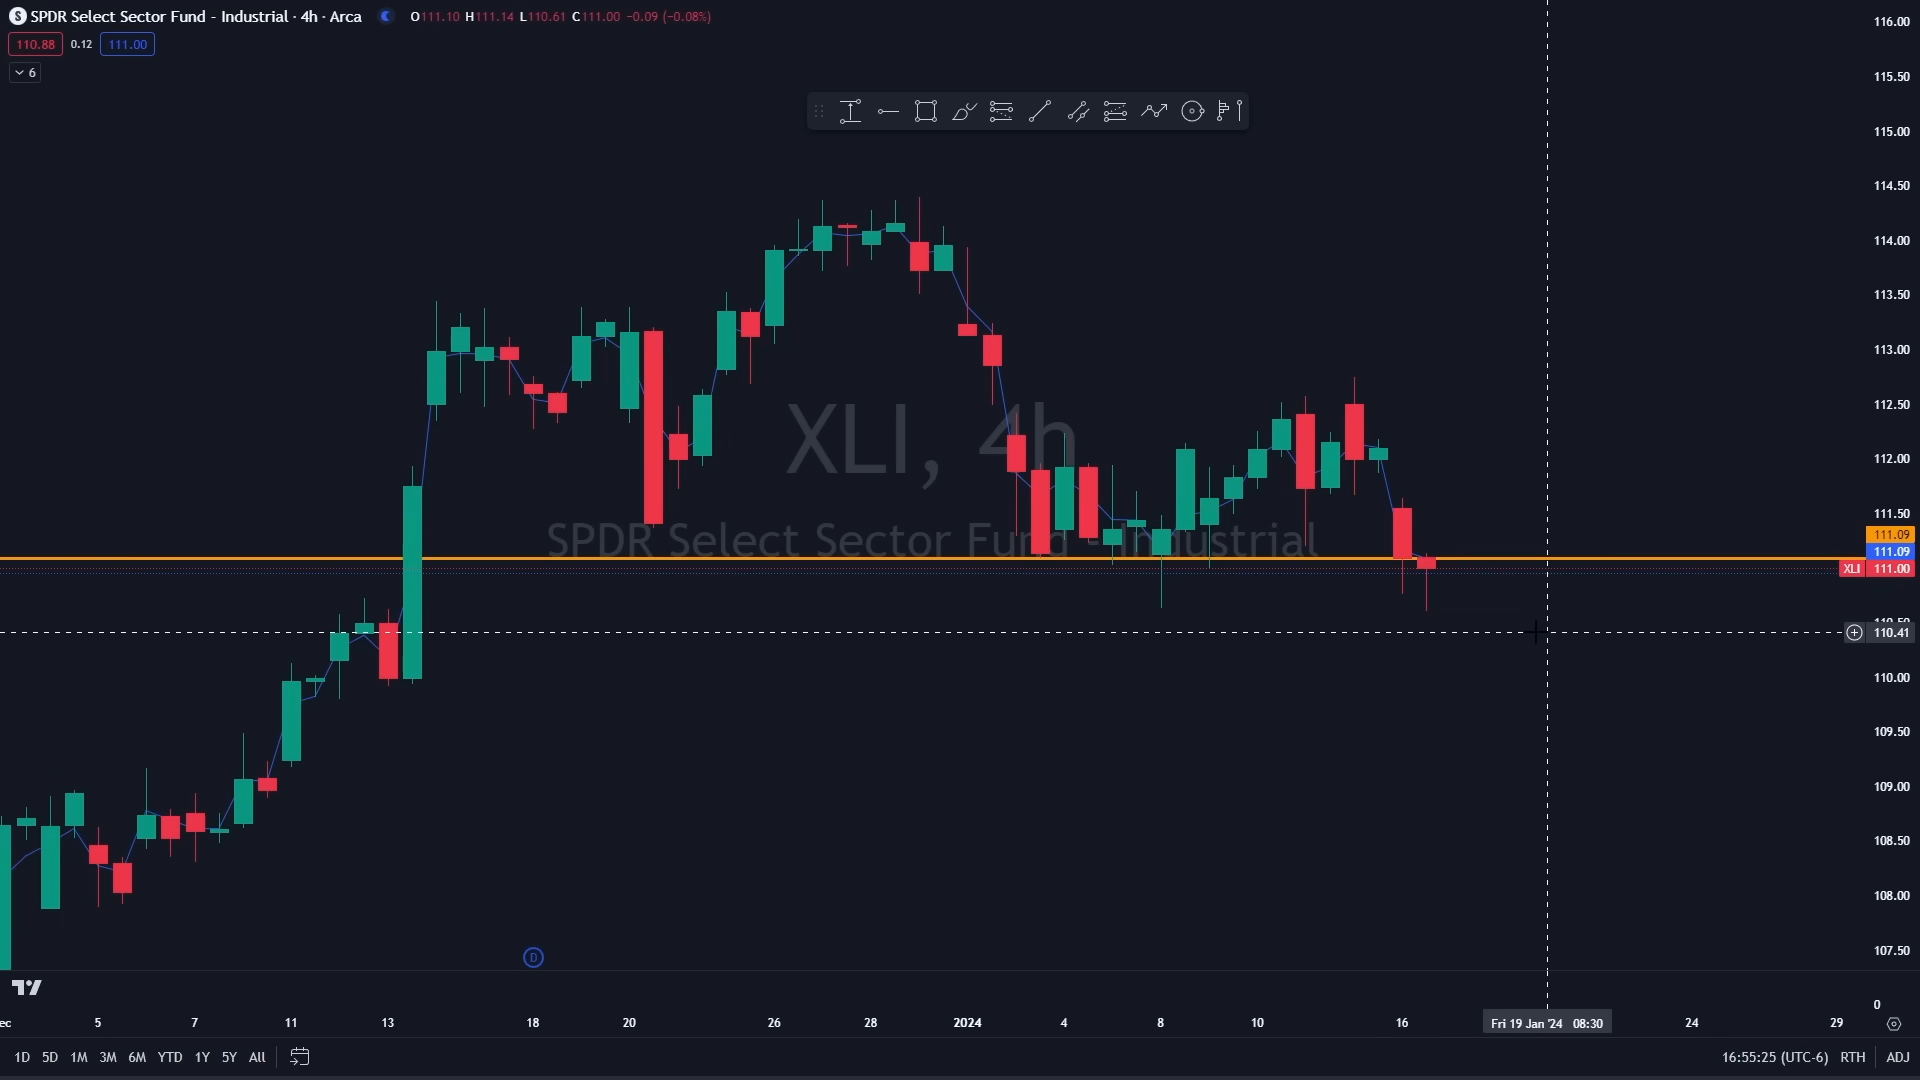 S SPDR Select Sector Fund - Industrial · 4h · Arca O111.10 H111.14 L110.61 C111.00 −0.09 (−0.08%)
110.88 0.12 111.00
6
116.00
115.50
115.00
114.50
114.00
113.50
113.00
112.50
112.00
111.50
111.09
111.09
XLI 111.00
110.41
110.00
109.50
109.00
108.50
108.00
107.50
0
XLI, 4h
SPDR Select Sector Fund - Industrial
D
5 7 11 13 18 20 26 28 2024 4 8 10 16 Fri 19 Jan '24 08:30 24 29
1D 5D 1M 3M 6M YTD 1Y 5Y All 16:55:25 (UTC-6) RTH ADJ